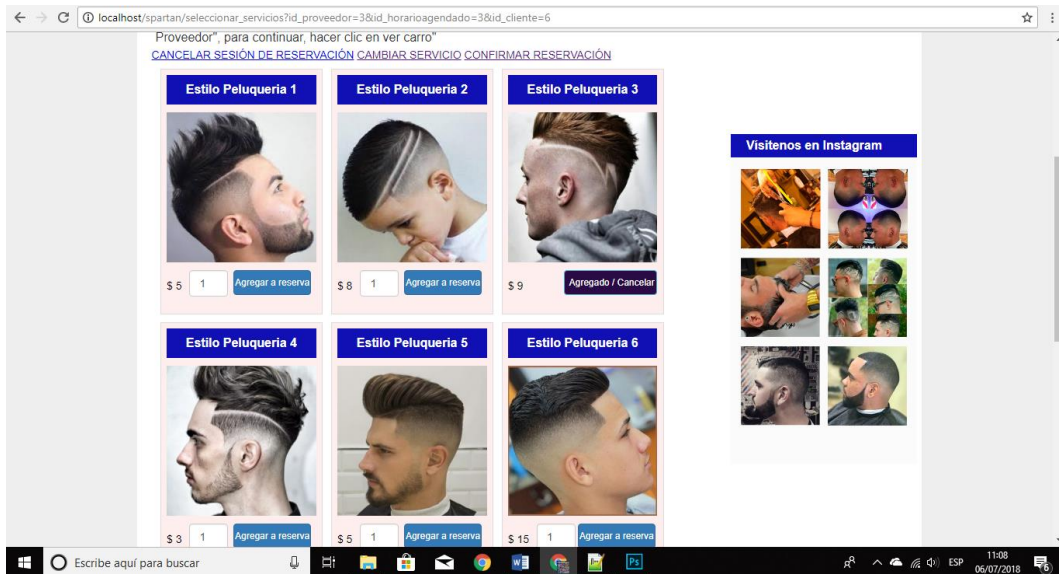 localhost/spartan/seleccionar_servicios?id_proveedor=3&id_horarioagendado=3&id_cliente=6
Proveedor", para continuar, hacer clic en ver carro"
CANCELAR SESIÓN DE RESERVACIÓN CAMBIAR SERVICIO CONFIRMAR RESERVACIÓN
Estilo Peluqueria 1
Estilo Peluqueria 2
Estilo Peluqueria 3
$ 5 1 Agregar a reserva
$ 8 1 Agregar a reserva
$ 9 Agregado / Cancelar
Estilo Peluqueria 4
Estilo Peluqueria 5
Estilo Peluqueria 6
$ 3 1 Agregar a reserva
$ 5 1 Agregar a reserva
$ 15 1 Agregar a reserva
Visitenos en Instagram
Escribe aquí para buscar
ESP
11:08
06/07/2018